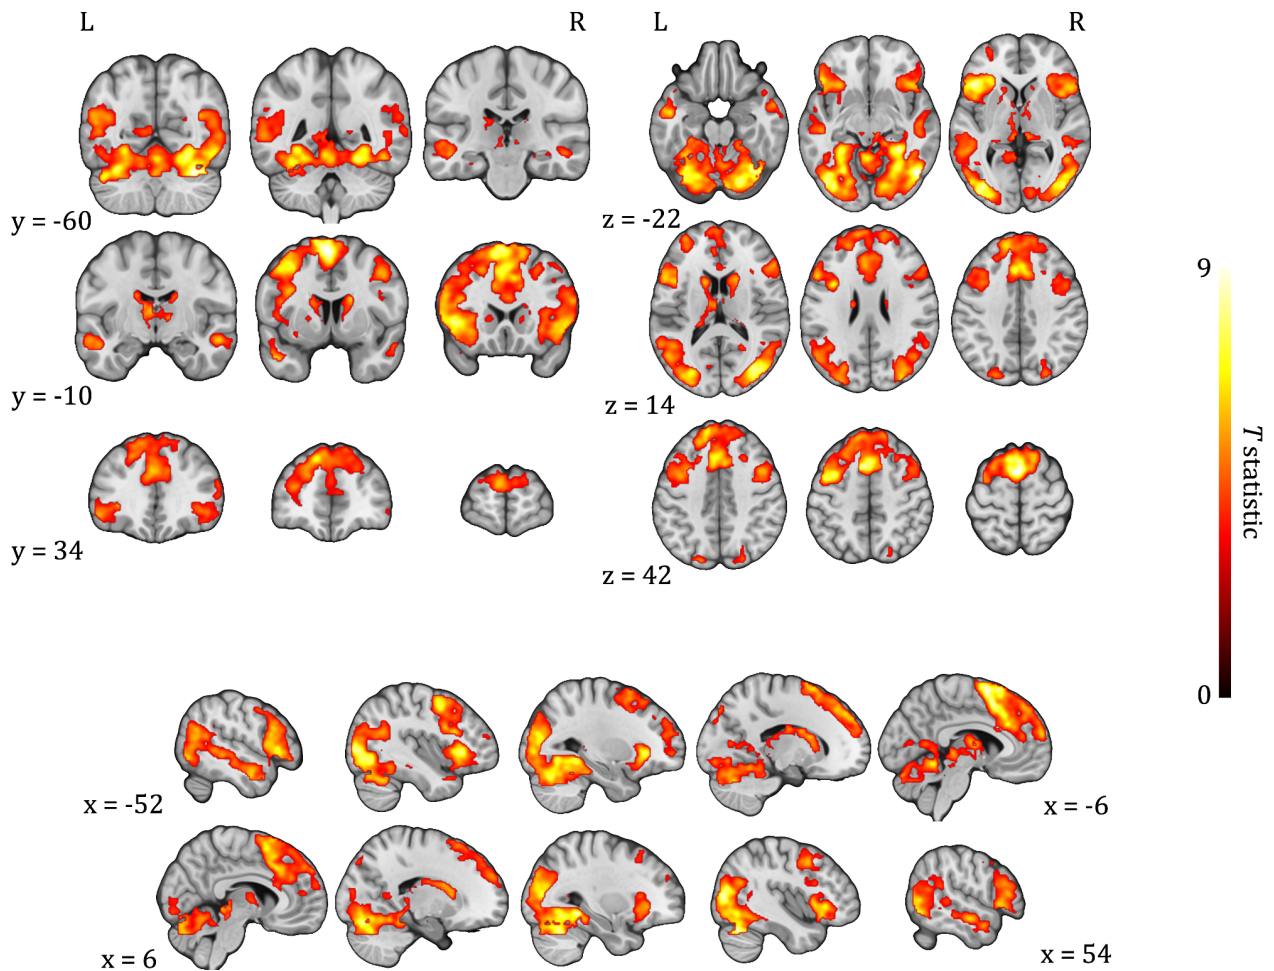 L R L R
y = -60 z = -22
9
y = -10 z = 14
T statistic
y = 34 z = 42
0
x = -52 x = -6
x = 6 x = 54